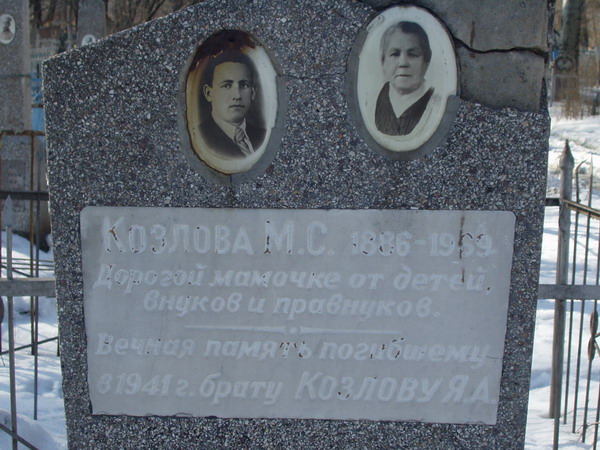 Козлова М.С. 1886-1969
Дорогой мамочке от детей
внуков и правнуков.
Вечная память погибшему
в 1941 г. брату Козлову Я.А.